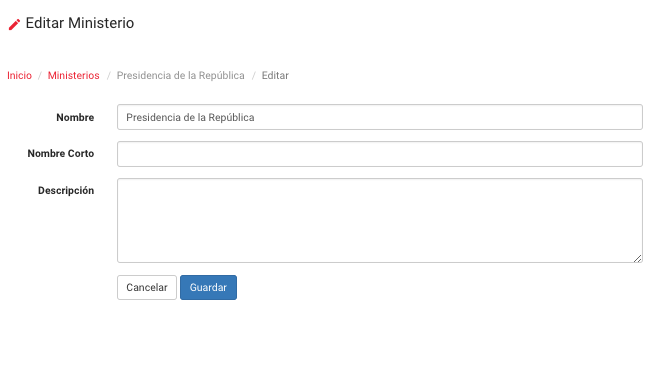 Editar Ministerio
Inicio / Ministerios / Presidencia de la República / Editar
Nombre Presidencia de la República
Nombre Corto
Descripción
Cancelar Guardar